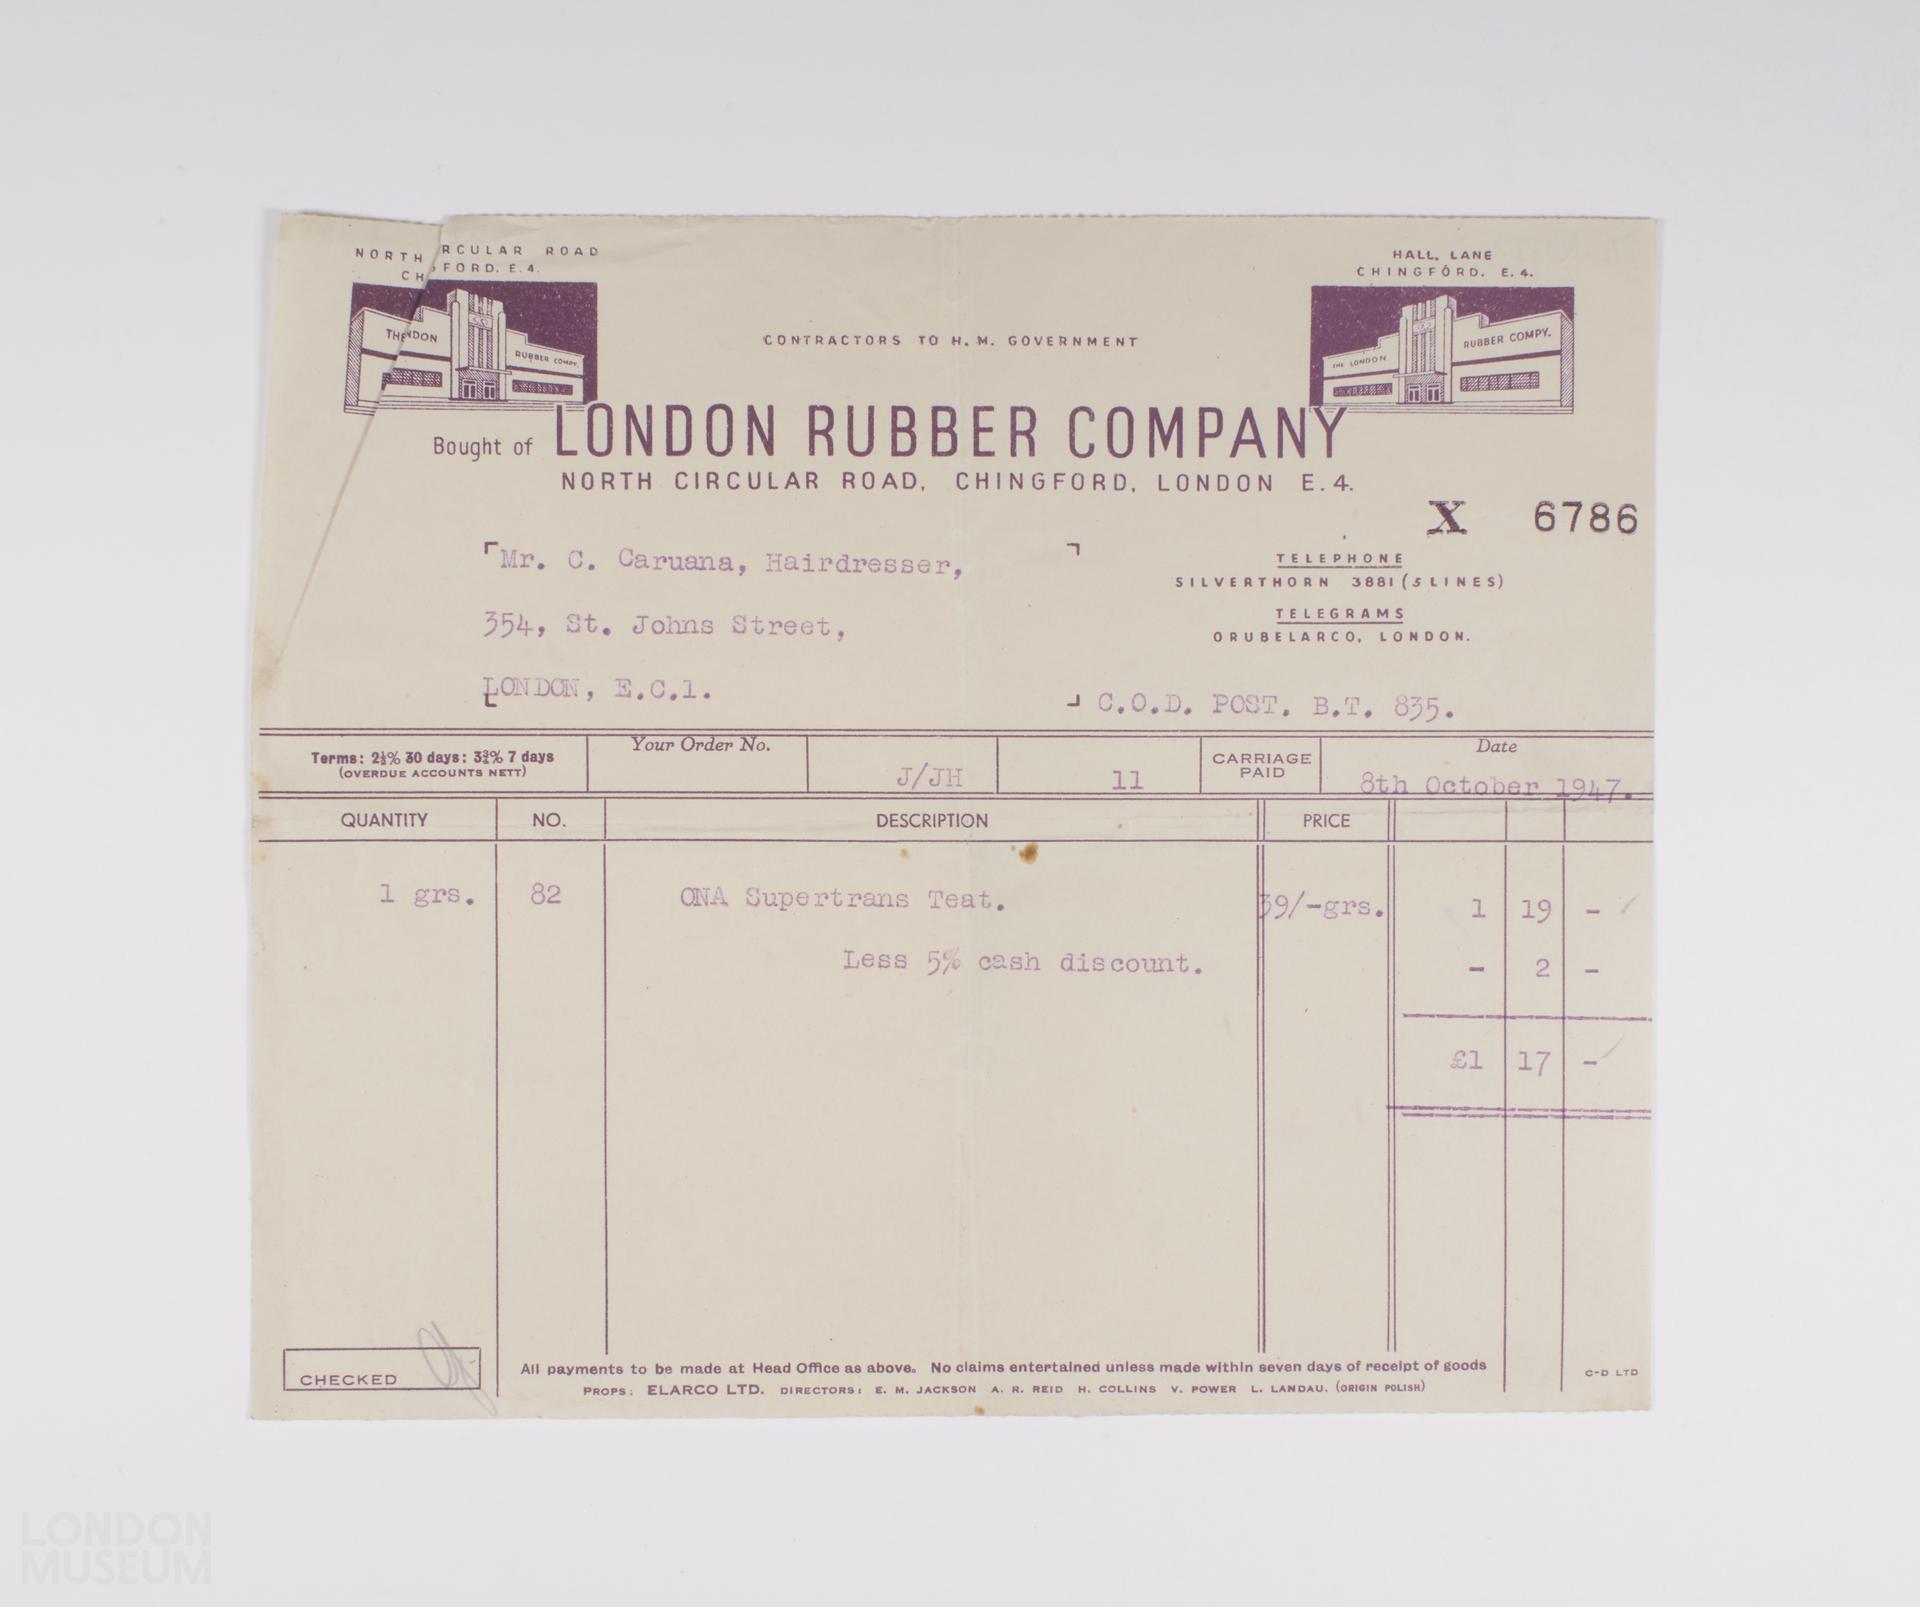 NORTH RCULAR ROAD
CH FORD. E.4.
HALL, LANE
CHINGFORD. E.4.
THE NDON
RUBBER COMPY.
THE LONDON
RUBBER COMPY.
CONTRACTORS TO H.M. GOVERNMENT
Bought of LONDON RUBBER COMPANY
NORTH CIRCULAR ROAD, CHINGFORD, LONDON E.4.
X 6786
Mr. C. Caruana, Hairdresser,
354, St. Johns Street,
LONDON, E.C.1.
TELEPHONE
SILVERTHORN 3881 (5 LINES)
TELEGRAMS
ORUBELARCO, LONDON.
C.O.D. POST. B.T. 835.
Terms: 2½% 30 days: 3¾% 7 days
(OVERDUE ACCOUNTS NETT)
Your Order No.
J/JH
11
CARRIAGE
PAID
Date
8th October 1947.
QUANTITY NO. DESCRIPTION PRICE
1 grs. 82 ONA Supertrans Teat. 39/-grs. 1 19 -
Less 5% cash discount. - 2 -
£1 17 -
CHECKED
All payments to be made at Head Office as above. No claims entertained unless made within seven days of receipt of goods
PROPS: ELARCO LTD. DIRECTORS: E. M. JACKSON A. R. REID H. COLLINS V. POWER L. LANDAU. (ORIGIN POLISH)
C-D LTD
LONDON
MUSEUM